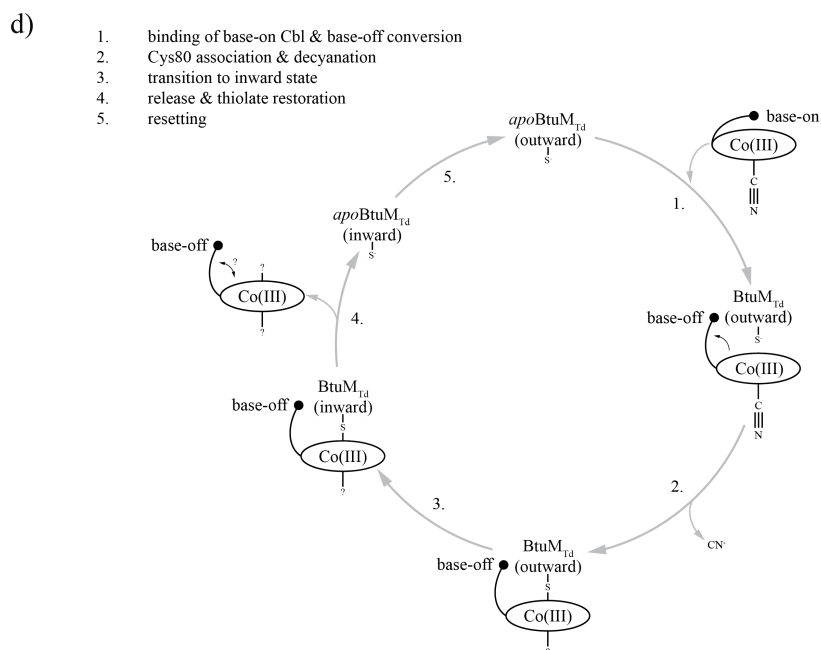 d)
1. binding of base-on Cbl & base-off conversion
2. Cys80 association & decyanation
3. transition to inward state
4. release & thiolate restoration
5. resetting
apoBtuMTd
(outward)
S-
base-on
Co(III)
C
N
1.
BtuMTd
base-off (outward)
S-
Co(III)
C
N
2.
CN-
BtuMTd
base-off (outward)
S
Co(III)
?
3.
BtuMTd
base-off (inward)
S
Co(III)
?
4.
base-off
?
?
Co(III)
?
apoBtuMTd
(inward)
S-
5.